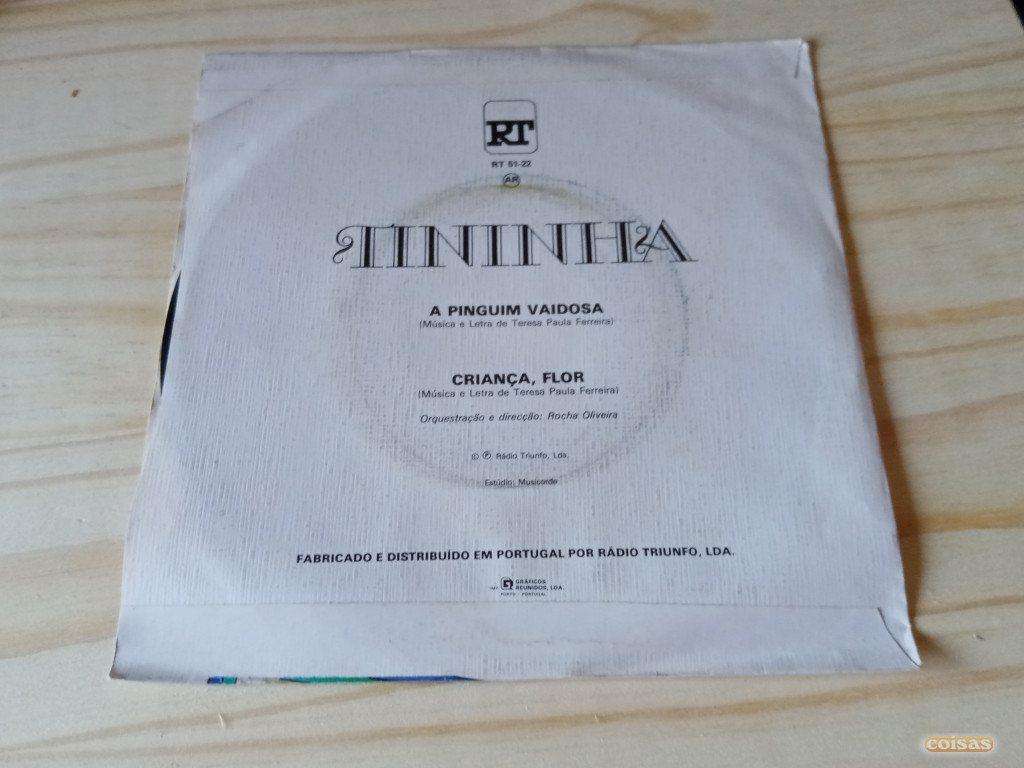 RT
RT 51-22
AR
TININHA
A PINGUIM VAIDOSA
(Música e Letra de Teresa Paula Ferreira)
CRIANÇA, FLOR
(Música e Letra de Teresa Paula Ferreira)
Orquestração e direcção: Rocha Oliveira
© ℗ Rádio Triunfo, Lda.
Estúdio: Musicorde
FABRICADO E DISTRIBUÍDO EM PORTUGAL POR RÁDIO TRIUNFO, LDA.
GRÁFICOS
REUNIDOS, LDA.
PORTO - PORTUGAL
coisas